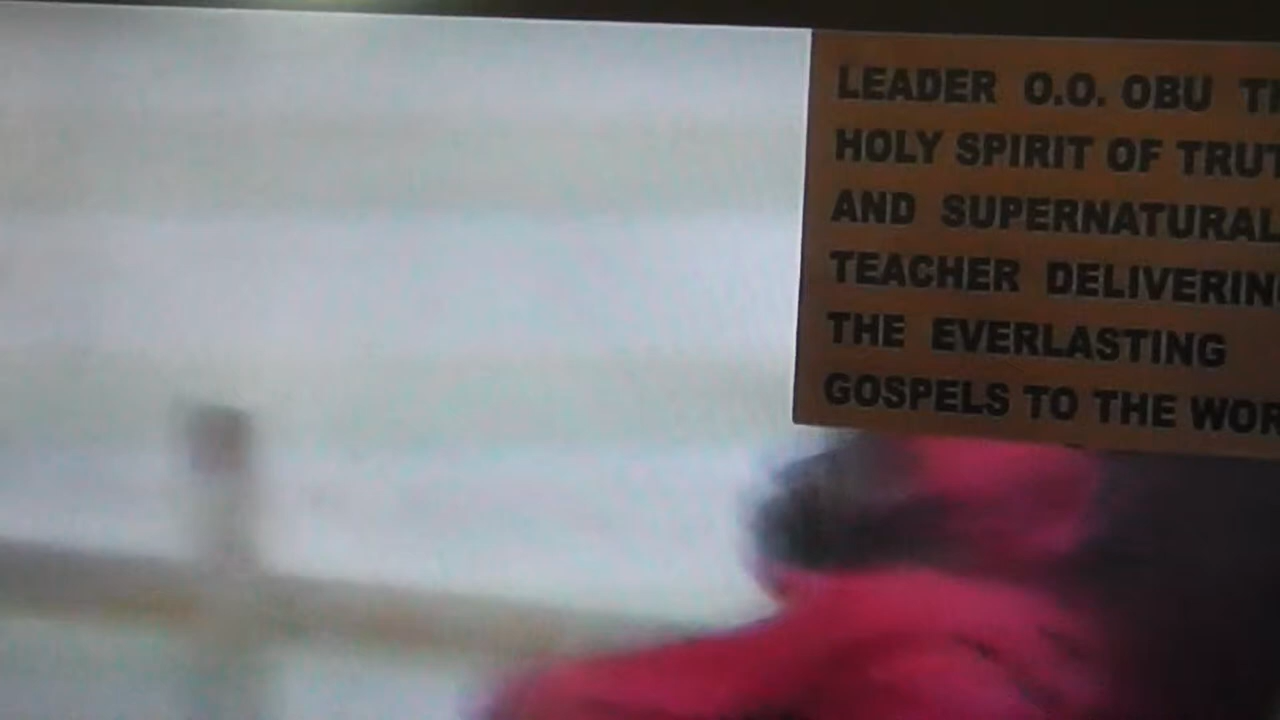 LEADER O.O. OBU
HOLY SPIRIT OF
AND SUPERNATURAL
TEACHER
THE EVERLASTING
GOSPELS TO THE